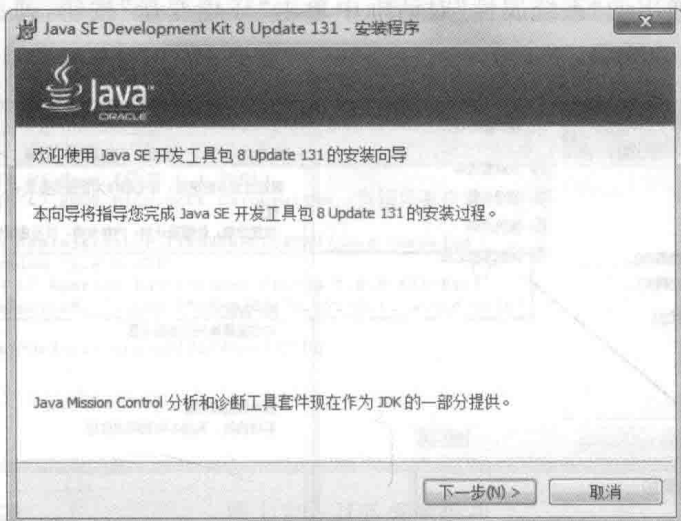 Java SE Development Kit 8 Update 131 - 安装程序
Java
ORACLE
欢迎使用 Java SE 开发工具包 8 Update 131 的安装向导
本向导将指导您完成 Java SE 开发工具包 8 Update 131 的安装过程。
Java Mission Control 分析和诊断工具套件现在作为 JDK 的一部分提供。
下一步(N) >
取消